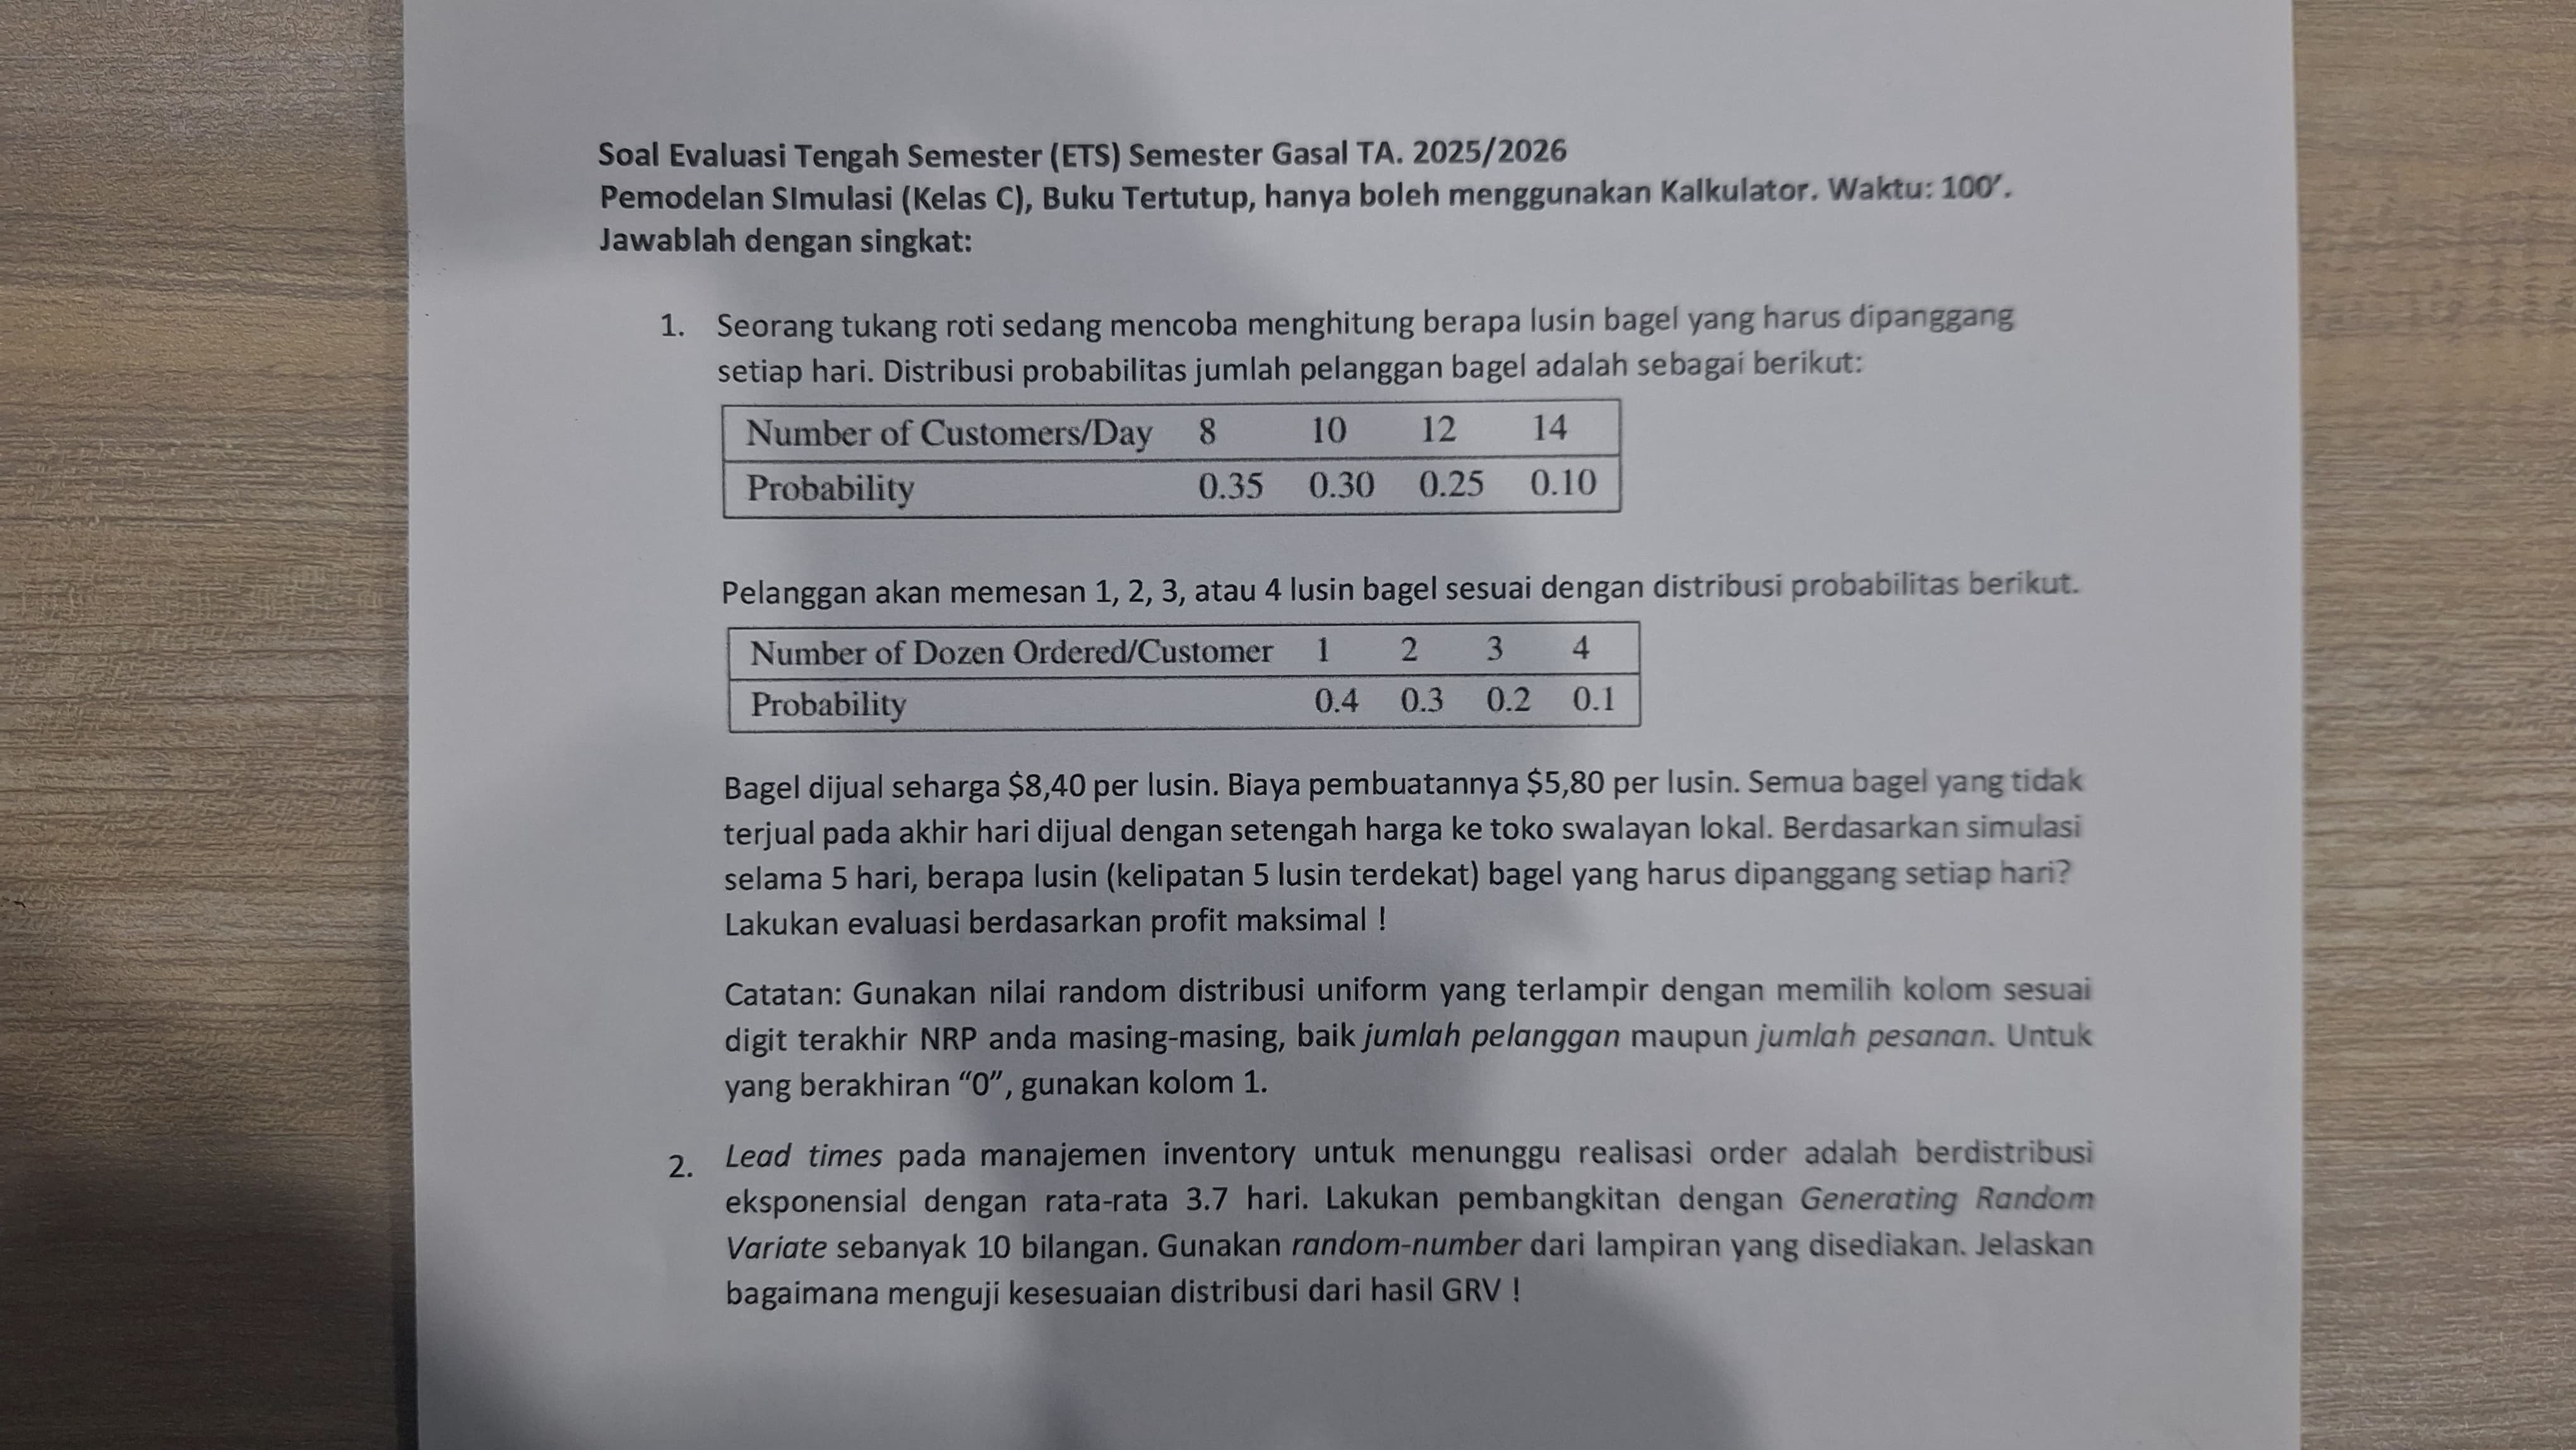 Soal Evaluasi Tengah Semester (ETS) Semester Gasal TA. 2025/2026
Pemodelan SImulasi (Kelas C), Buku Tertutup, hanya boleh menggunakan Kalkulator. Waktu: 100’.
Jawablah dengan singkat:
1. Seorang tukang roti sedang mencoba menghitung berapa lusin bagel yang harus dipanggang
setiap hari. Distribusi probabilitas jumlah pelanggan bagel adalah sebagai berikut:
Number of Customers/Day 8 10 12 14
Probability 0.35 0.30 0.25 0.10
Pelanggan akan memesan 1, 2, 3, atau 4 lusin bagel sesuai dengan distribusi probabilitas berikut.
Number of Dozen Ordered/Customer 1 2 3 4
Probability 0.4 0.3 0.2 0.1
Bagel dijual seharga $8,40 per lusin. Biaya pembuatannya $5,80 per lusin. Semua bagel yang tidak
terjual pada akhir hari dijual dengan setengah harga ke toko swalayan lokal. Berdasarkan simulasi
selama 5 hari, berapa lusin (kelipatan 5 lusin terdekat) bagel yang harus dipanggang setiap hari?
Lakukan evaluasi berdasarkan profit maksimal !
Catatan: Gunakan nilai random distribusi uniform yang terlampir dengan memilih kolom sesuai
digit terakhir NRP anda masing-masing, baik jumlah pelanggan maupun jumlah pesanan. Untuk
yang berakhiran “0”, gunakan kolom 1.
2. Lead times pada manajemen inventory untuk menunggu realisasi order adalah berdistribusi
eksponensial dengan rata-rata 3.7 hari. Lakukan pembangkitan dengan Generating Random
Variate sebanyak 10 bilangan. Gunakan random-number dari lampiran yang disediakan. Jelaskan
bagaimana menguji kesesuaian distribusi dari hasil GRV !